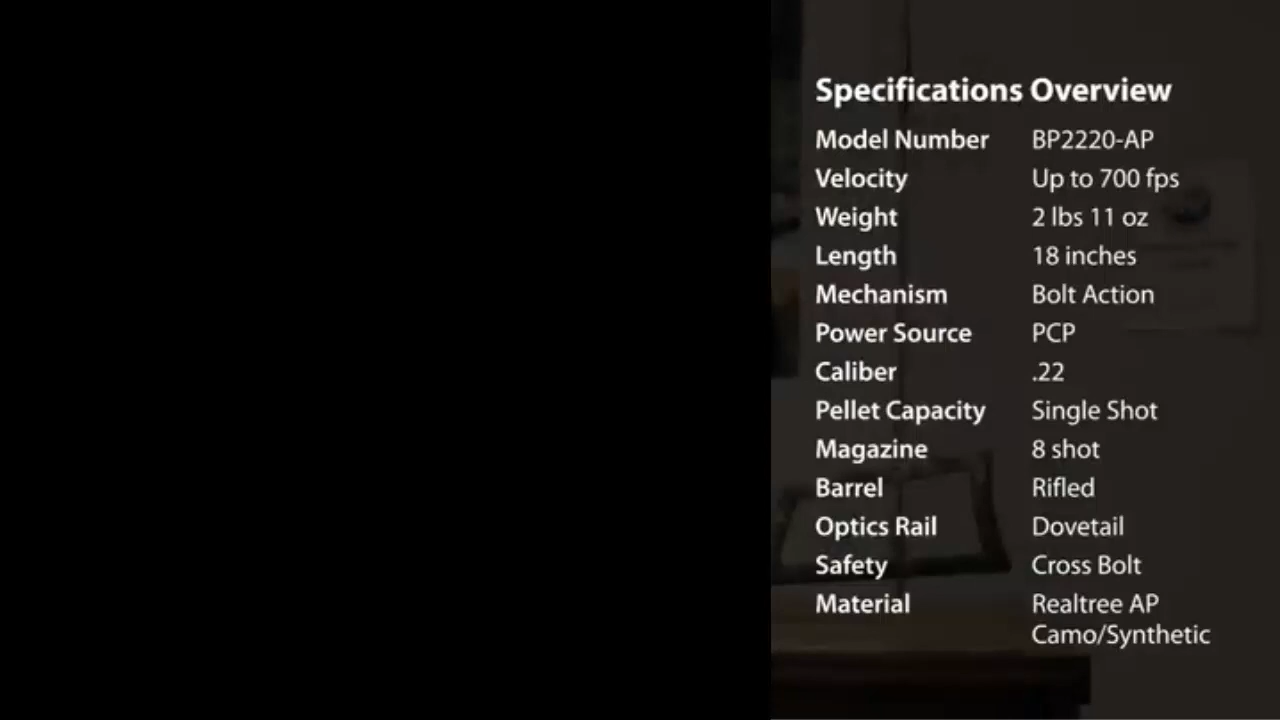 Specifications Overview
Model Number BP2220-AP
Velocity Up to 700 fps
Weight 2 lbs 11 oz
Length 18 inches
Mechanism Bolt Action
Power Source PCP
Caliber .22
Pellet Capacity Single Shot
Magazine 8 shot
Barrel Rifled
Optics Rail Dovetail
Safety Cross Bolt
Material Realtree AP
Camo/Synthetic